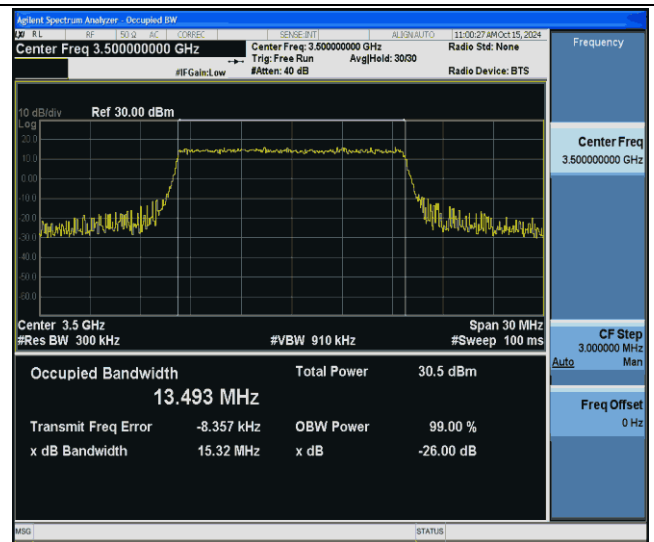 Agilent Spectrum Analyzer - Occupied BW
LXI RL RF 50 Ω AC CORREC SENSE:INT ALIGN AUTO 11:00:27 AM Oct 15, 2024
Center Freq 3.500000000 GHz Center Freq: 3.500000000 GHz Radio Std: None
Trig: Free Run Avg|Hold: 30/30
#IFGain:Low #Atten: 40 dB Radio Device: BTS
10 dB/div Ref 30.00 dBm
Log
20.0
10.0
0.00
-10.0
-20.0
-30.0
-40.0
-50.0
-60.0
Center 3.5 GHz Span 30 MHz
#Res BW 300 kHz #VBW 910 kHz #Sweep 100 ms
Occupied Bandwidth Total Power 30.5 dBm
13.493 MHz
Transmit Freq Error -8.357 kHz OBW Power 99.00 %
x dB Bandwidth 15.32 MHz x dB -26.00 dB
MSG STATUS
Frequency
Center Freq
3.500000000 GHz
CF Step
3.000000 MHz
Auto Man
Freq Offset
0 Hz